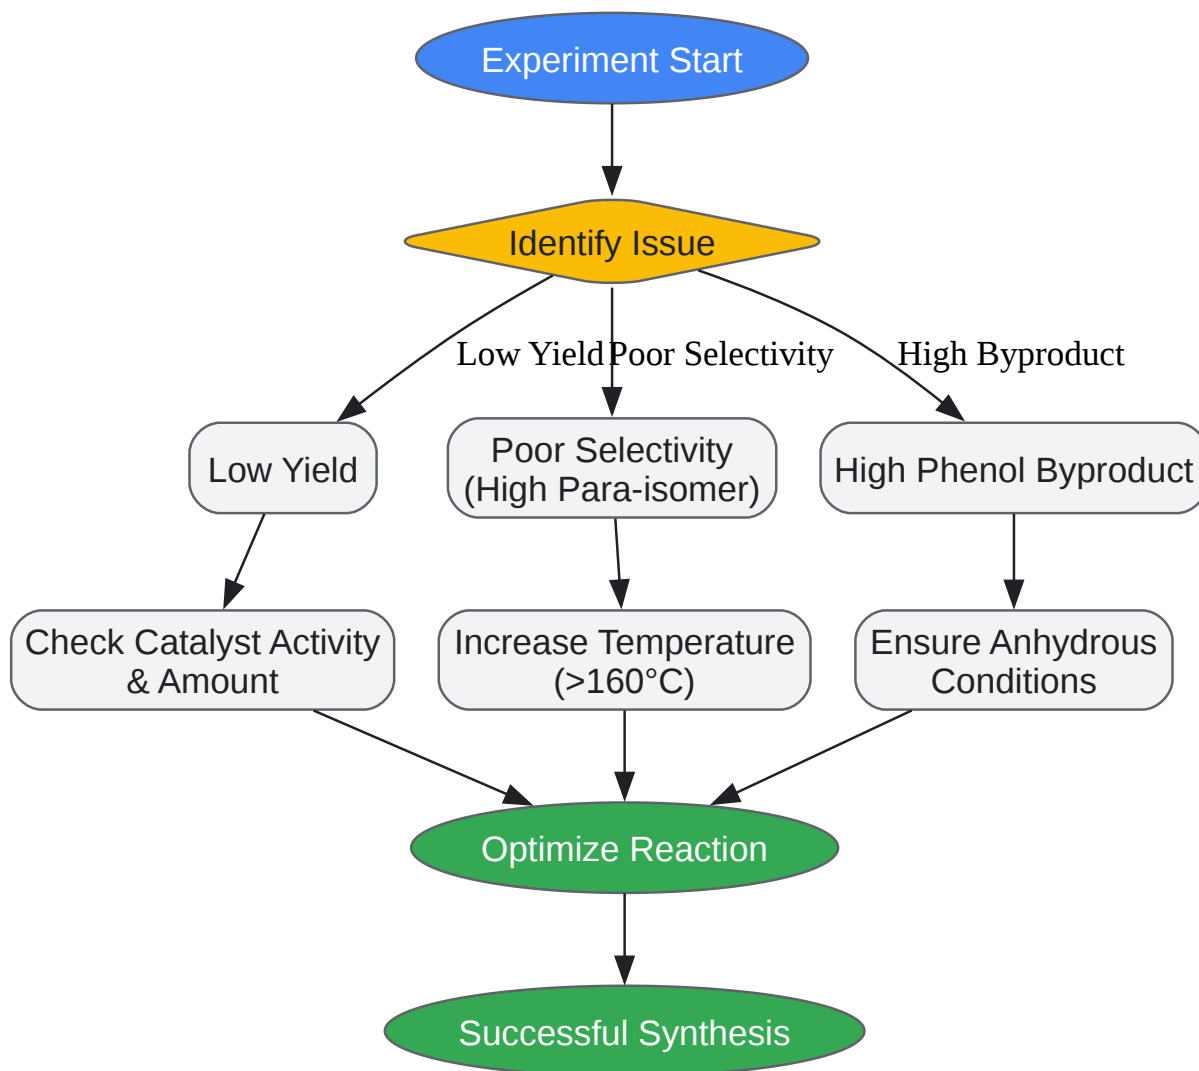 Experiment Start
Identify Issue
Low Yield
Poor Selectivity
High Byproduct
Low Yield
Poor Selectivity
(High Para-isomer)
High Phenol Byproduct
Check Catalyst Activity
& Amount
Increase Temperature
(>160°C)
Ensure Anhydrous
Conditions
Optimize Reaction
Successful Synthesis